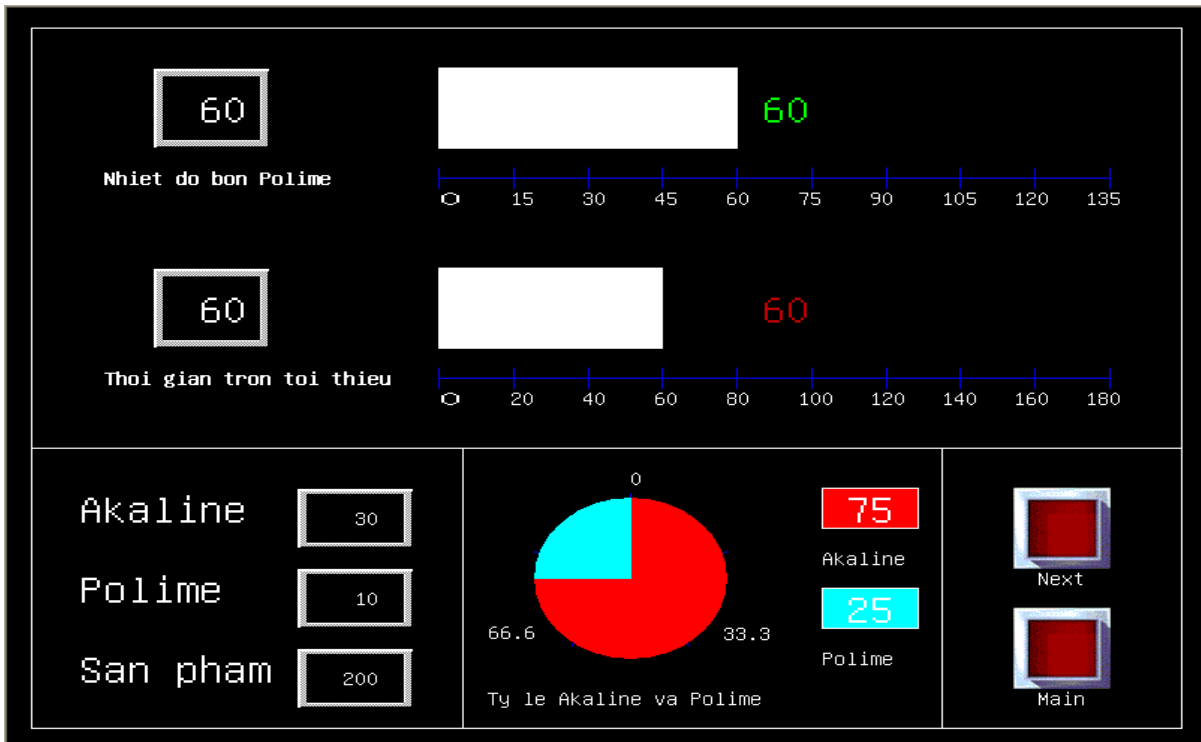 60
60
Nhiet do bon Polime
0 15 30 45 60 75 90 105 120 135
60
60
Thoi gian tron toi thieu
0 20 40 60 80 100 120 140 160 180
Akaline 30
Polime 10
San pham 200
0
66.6 33.3
Ty le Akaline va Polime
75
Akaline
25
Polime
Next
Main